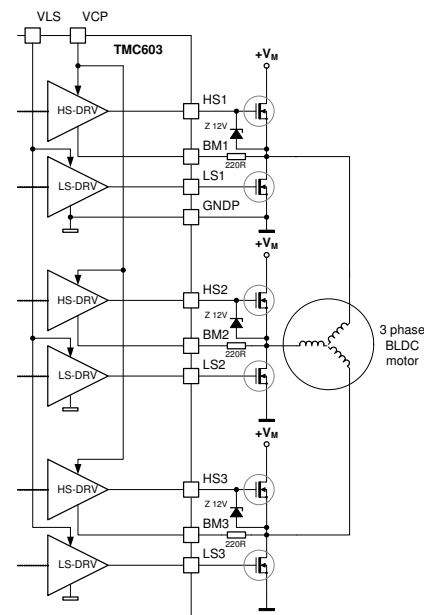 VLS VCP
TMC603
+VM
HS-DRV HS1
Z 12V
BM1
220R
LS-DRV LS1
GNDP
+VM
HS-DRV HS2
Z 12V
BM2
220R
3 phase
BLDC
motor
LS-DRV LS2
+VM
HS-DRV HS3
Z 12V
BM3
220R
LS-DRV LS3